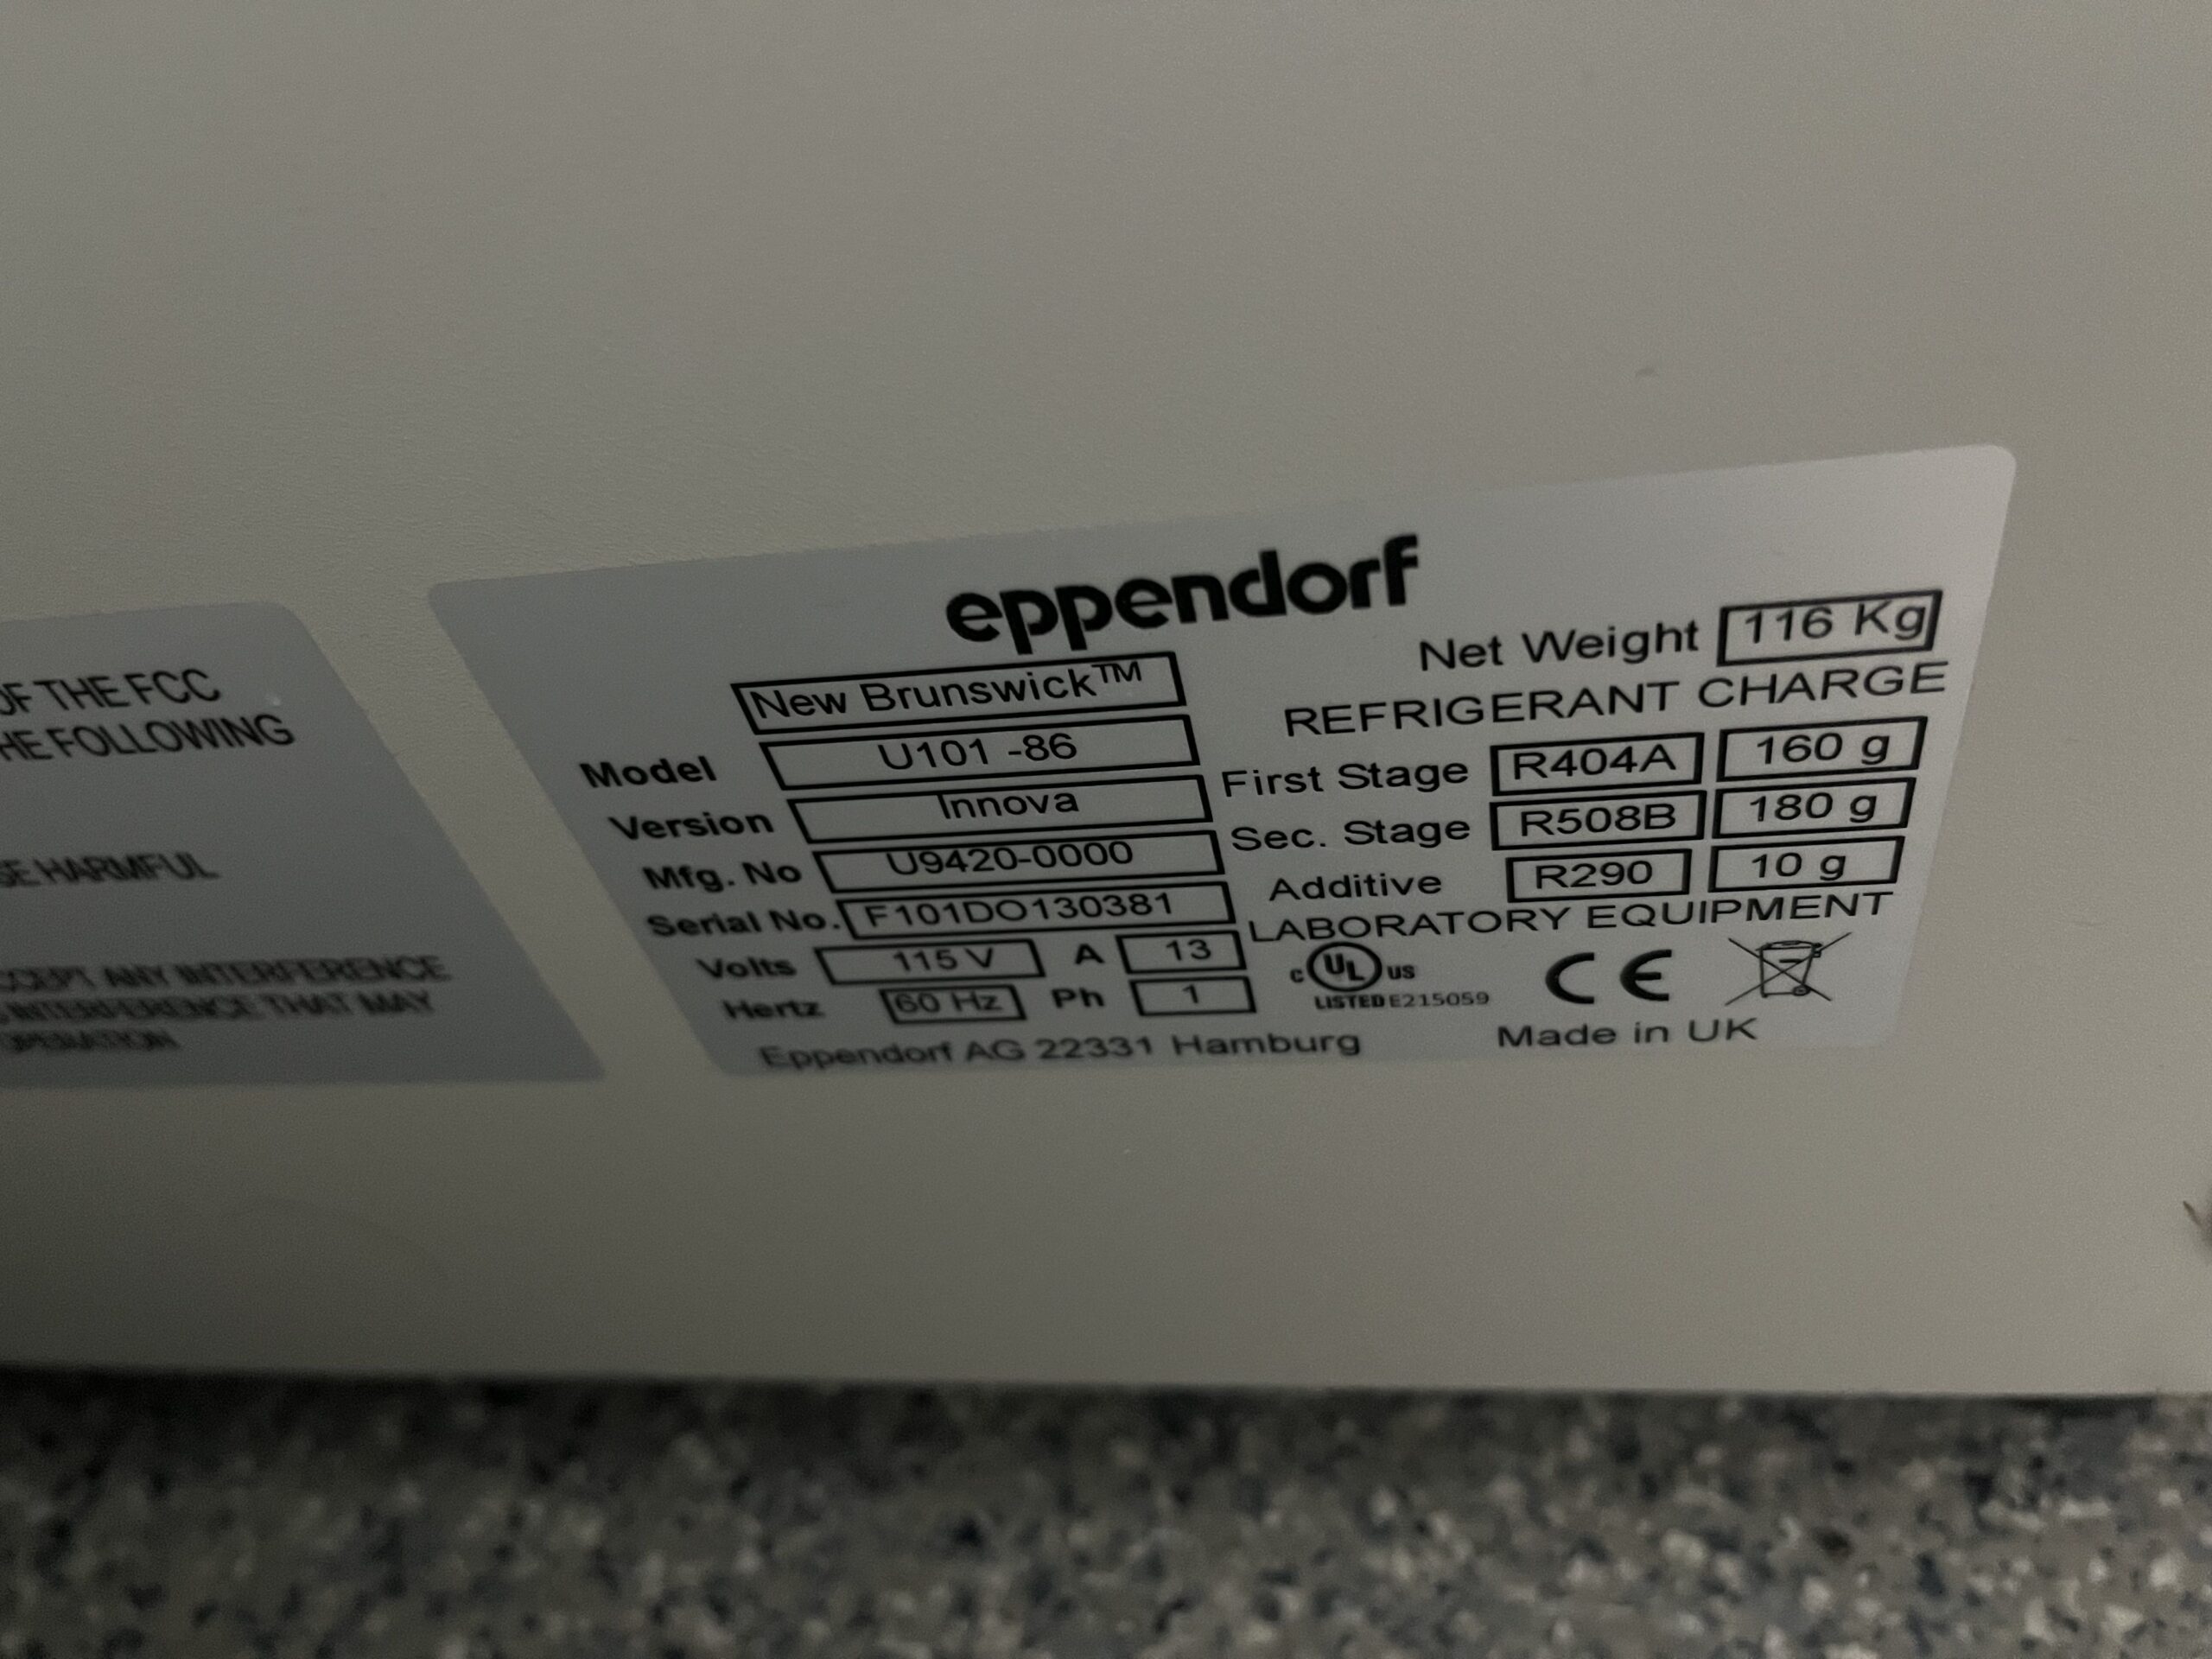 OF THE FCC
HE FOLLOWING
SE HARMFUL
CCEPT ANY INTERFERENCE
INTERFERENCE THAT MAY
OPERATION
eppendorf
New Brunswick™
Model U101 -86
Version Innova
Mfg. No U9420-0000
Serial No. F101DO130381
Volts 115 V A 13
Hertz 60 Hz Ph 1
Eppendorf AG 22331 Hamburg
Net Weight 116 Kg
REFRIGERANT CHARGE
First Stage R404A 160 g
Sec. Stage R508B 180 g
Additive R290 10 g
LABORATORY EQUIPMENT
c UL us CE
LISTED E215059
Made in UK